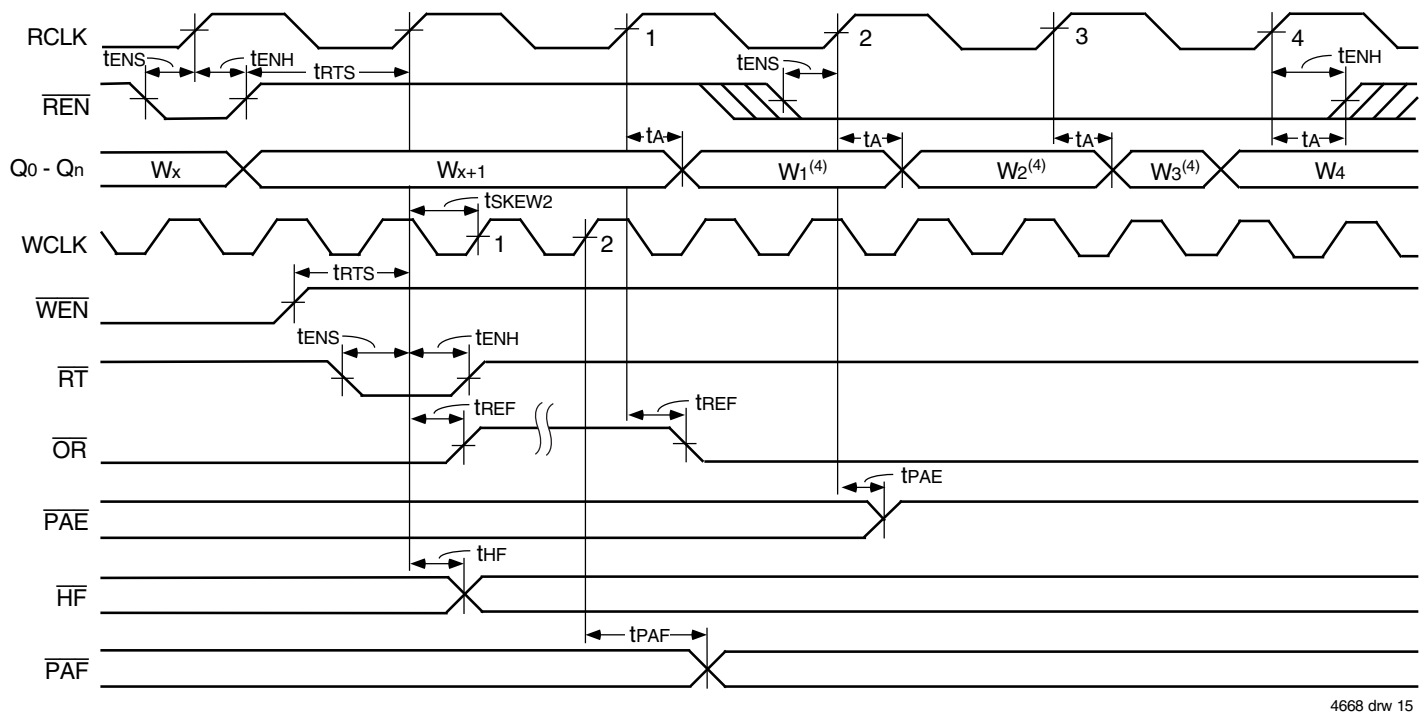 RCLK 1 2 3 4
tENS tENH tRTS tENS tENH
REN
tA tA tA tA
Q0 - Qn Wx Wx+1 W1(4) W2(4) W3(4) W4
tSKEW2
WCLK 1 2
tRTS
WEN
tENS tENH
RT
tREF tREF
OR
tPAE
PAE
tHF
HF
tPAF
PAF
4668 drw 15